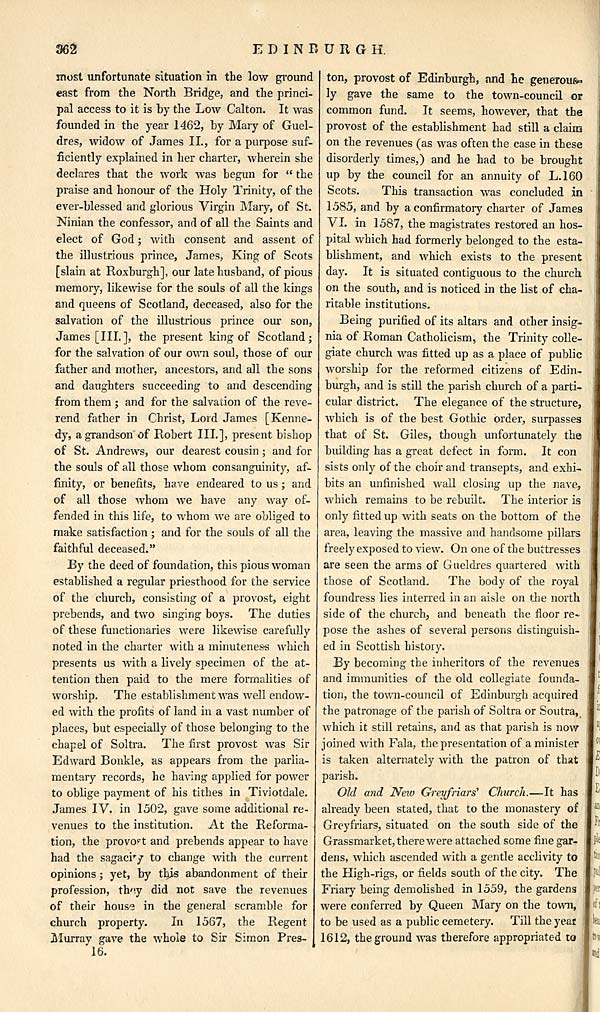 362
EDINBURGH.
most unfortunate situation in the low ground
east from the North Bridge, and the princi-
pal access to it is by the Low Calton. It was
founded in the year 1462, by Mary of Guel-
dres, widow of James II., for a purpose suf-
ficiently explained in her charter, wherein she
declares that the work was begun for “ the
praise and honour of the Holy Trinity, of the
ever-blessed and glorious Virgin Mary, of St.
Ninian the confessor, and of all the Saints and
elect of God ; with consent and assent of
the illustrious prince, James, King of Scots
[slain at Roxburgh], our late husband, of pious
memory, likewise for the souls of all the kings
and queens of Scotland, deceased, also for the
salvation of the illustrious prince our son,
James [III.], the present king of Scotland ;
for the salvation of our own soul, those of our
father and mother, ancestors, and all the sons
and daughters succeeding to and descending
from them ; and for the salvation of the reve-
rend father in Christ, Lord James [Kenne-
dy, a grandson of Robert III.], present bishop
of St. Andrews, our dearest cousin ; and for
the souls of all those whom consanguinity, af-
finity, or benefits, have endeared to us ; and
of all those whom we have any way of-
fended in this life, to whom we are obliged to
make satisfaction ; and for the souls of all the
faithful deceased.”
By the deed of foundation, this pious woman
established a regular priesthood for the service
of the church, consisting of a provost, eight
prebends, and two singing boys. The duties
of these functionaries were likewise carefully
noted in the charter with a minuteness which
presents us with a lively specimen of the at-
tention then paid to the mere formalities of
worship. The establishment was well endow-
ed with the profits of land in a vast number of
places, but especially of those belonging to the
chapel of Soltra. The first provost was Sir
Edward Bonkle, as appears from the parlia-
mentary records, he having applied for power
to oblige payment of his tithes in Tiviotdale.
James IV. in 1502, gave some additional re-
venues to the institution. At the Reforma-
tion, the provost and prebends appear to have
had the sagacity to change with the current
opinions ; yet, by this abandonment of their
profession, they did not save the revenues
of their house in the general scramble for
church property. In 1567, the Regent
Murray gave the whole to Sir Simon Pres-
16.
ton, provost of Edinburgh, and he generous-
ly gave the same to the town-council or
common fund. It seems, however, that the
provost of the establishment had still a claim
on the revenues (as was often the case in these
disorderly times,) and he had to be brought
up by the council for an annuity of L.160
Scots. This transaction was concluded in
1585, and by a confirmatory charter of James
VI. in 1587, the magistrates restored an hos-
pital which had formerly belonged to the esta-
blishment, and which exists to the present
day. It is situated contiguous to the church
on the south, and is noticed in the list of cha-
ritable institutions.
Being purified of its altars and other insig-
nia of Roman Catholicism, the Trinity colle-
giate church was fitted up as a place of public
worship for the reformed citizens of Edin-
burgh, and is still the parish church of a parti-
cular district. The elegance of the structure,
which is of the best Gothic order, surpasses
that of St. Giles, though unfortunately the
building has a great defect in form. It con
sists only of the choir and transepts, and exhi-
bits an unfinished wall closing up the nave,
which remains to be rebuilt. The interior is
only fitted up with seats on the bottom of the
area, leaving the massive and handsome pillars
freely exposed to view. On one of the buttresses
are seen the arms of Gueldres quartered with
those of Scotland. The body of the royal
foundress lies interred in an aisle on the north
side of the church, and beneath the floor re-
pose the ashes of several persons distinguish-
ed in Scottish history.
By becoming the inheritors of the revenues
and immunities of the old collegiate founda-
tion, the town-council of Edinburgh acquired
the patronage of the parish of Soltra or Soutra,
which it still retains, and as that parish is now
joined with Fala, the presentation of a minister
is taken alternately with the patron of that
parish.
Old and New Greyfriars' Church.—It has
already been stated, that to the monastery of
Greyfriars, situated on the south side of the
Grassmarket, there were attached some fine gar-
dens, which ascended with a gentle acclivity to
the High-rigs, or fields south of the city. The
Friary being demolished in 1559, the gardens
were conferred by Queen Mary on the town,
to be used as a public cemetery. Till the year
1612, the ground was therefore appropriated to